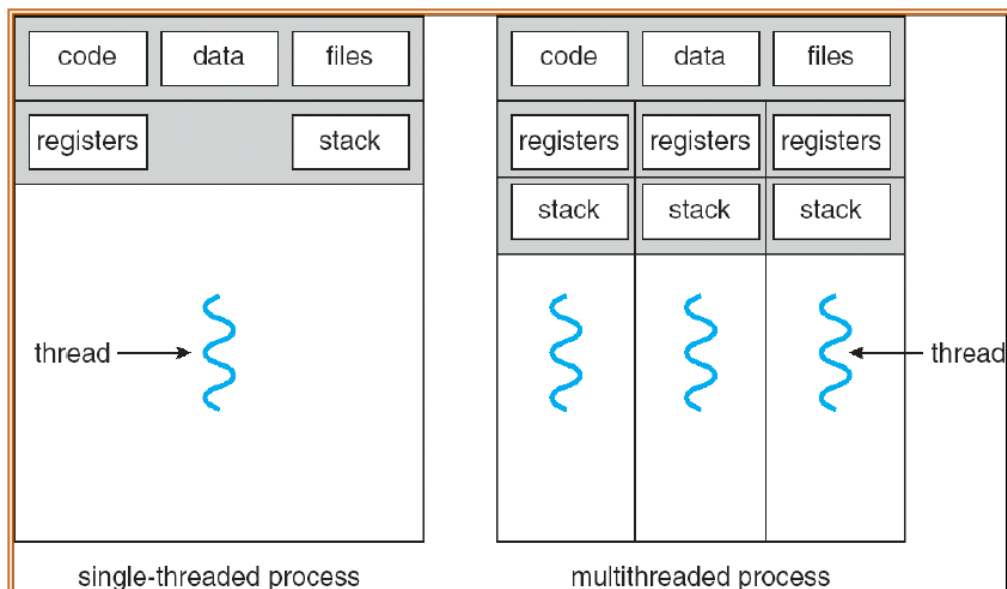 code data files
registers stack
thread
single-threaded process
code data files
registers registers registers
stack stack stack
thread
multithreaded process